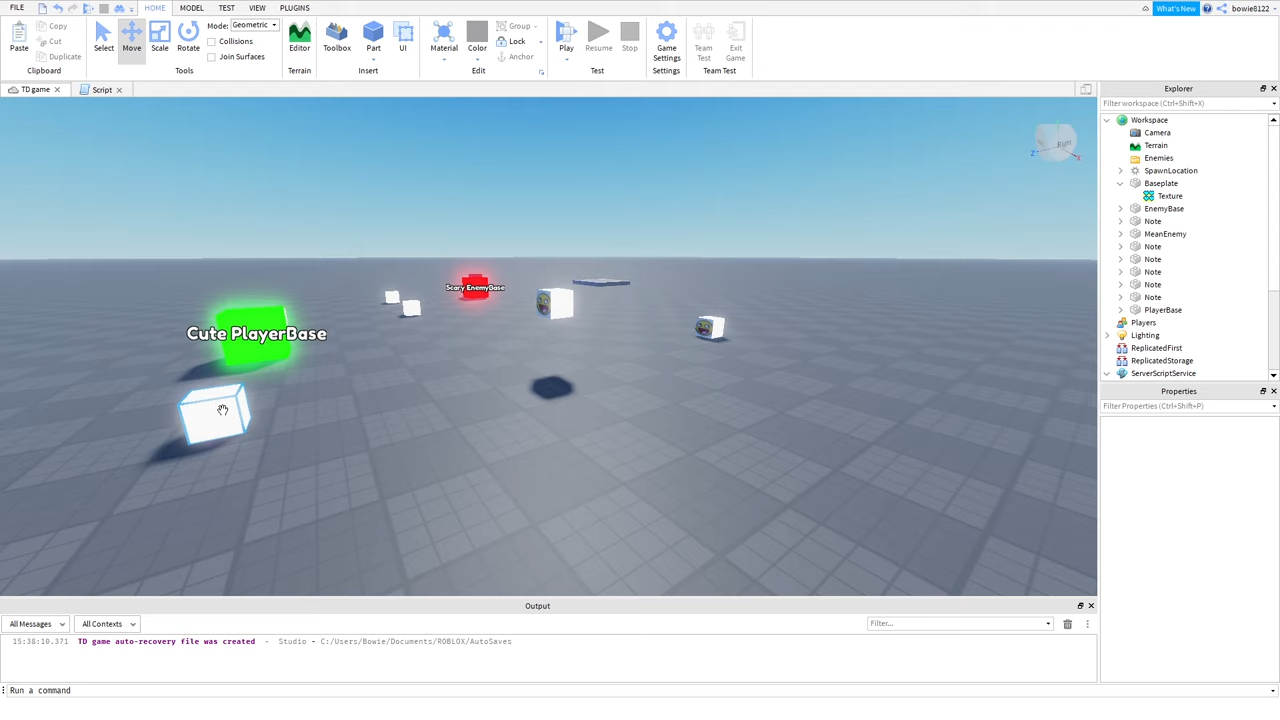 FILE HOME MODEL TEST VIEW PLUGINS What's New bowie8122
Paste Copy Cut Duplicate Select Move Scale Rotate Mode: Geometric Collisions Join Surfaces Editor Toolbox Part UI Material Color Group Lock Anchor Play Resume Stop Game Settings Team Test Exit Game
Clipboard Tools Terrain Insert Edit Test Settings Team Test
TD game Script
Right
Z X
Scary EnemyBase
Cute PlayerBase
Explorer
Filter workspace (Ctrl+Shift+X)
Workspace
Camera
Terrain
Enemies
SpawnLocation
Baseplate
Texture
EnemyBase
Note
MeanEnemy
Note
Note
Note
Note
Note
PlayerBase
Players
Lighting
ReplicatedFirst
ReplicatedStorage
ServerScriptService
Properties
Filter Properties (Ctrl+Shift+P)
Output
All Messages All Contexts Filter...
15:38:10.371 TD game auto-recovery file was created - Studio - C:/Users/Bowie/Documents/ROBLOX/AutoSaves
Run a command